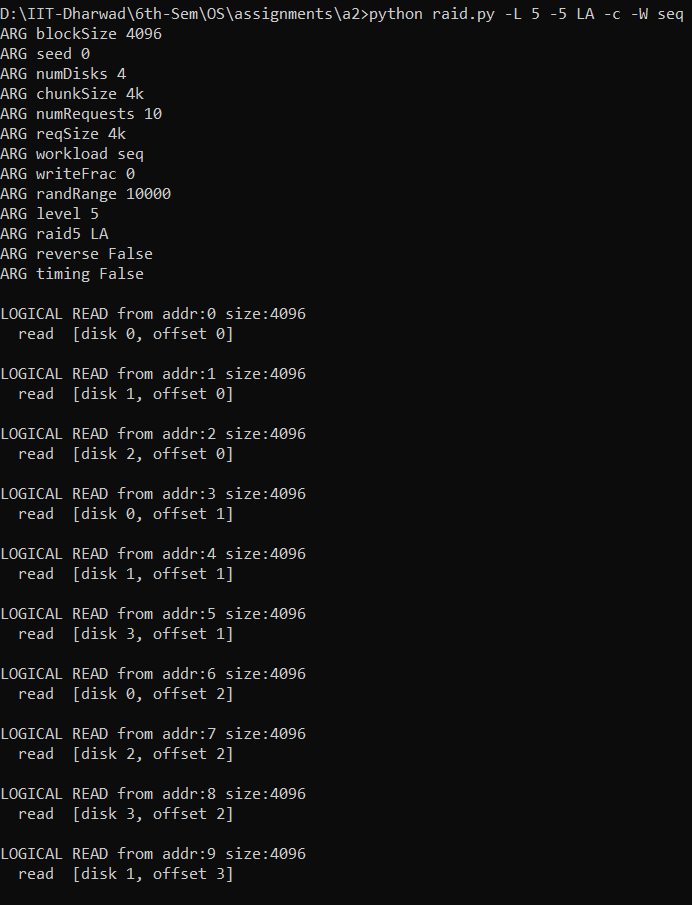 D:\IIT-Dharwad\6th-Sem\OS\assignments\a2>python raid.py -L 5 -5 LA -c -W seq
ARG blockSize 4096
ARG seed 0
ARG numDisks 4
ARG chunkSize 4k
ARG numRequests 10
ARG reqSize 4k
ARG workload seq
ARG writeFrac 0
ARG randRange 10000
ARG level 5
ARG raid5 LA
ARG reverse False
ARG timing False

LOGICAL READ from addr:0 size:4096
  read  [disk 0, offset 0]

LOGICAL READ from addr:1 size:4096
  read  [disk 1, offset 0]

LOGICAL READ from addr:2 size:4096
  read  [disk 2, offset 0]

LOGICAL READ from addr:3 size:4096
  read  [disk 0, offset 1]

LOGICAL READ from addr:4 size:4096
  read  [disk 1, offset 1]

LOGICAL READ from addr:5 size:4096
  read  [disk 3, offset 1]

LOGICAL READ from addr:6 size:4096
  read  [disk 0, offset 2]

LOGICAL READ from addr:7 size:4096
  read  [disk 2, offset 2]

LOGICAL READ from addr:8 size:4096
  read  [disk 3, offset 2]

LOGICAL READ from addr:9 size:4096
  read  [disk 1, offset 3]